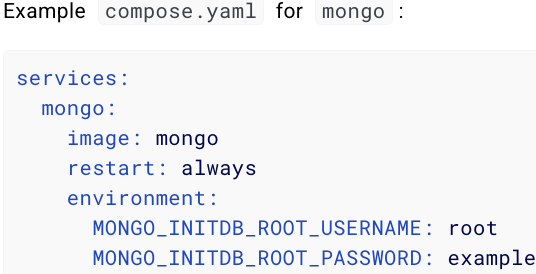 Example compose.yaml for mongo :
services:
  mongo:
    image: mongo
    restart: always
    environment:
      MONGO_INITDB_ROOT_USERNAME: root
      MONGO_INITDB_ROOT_PASSWORD: example